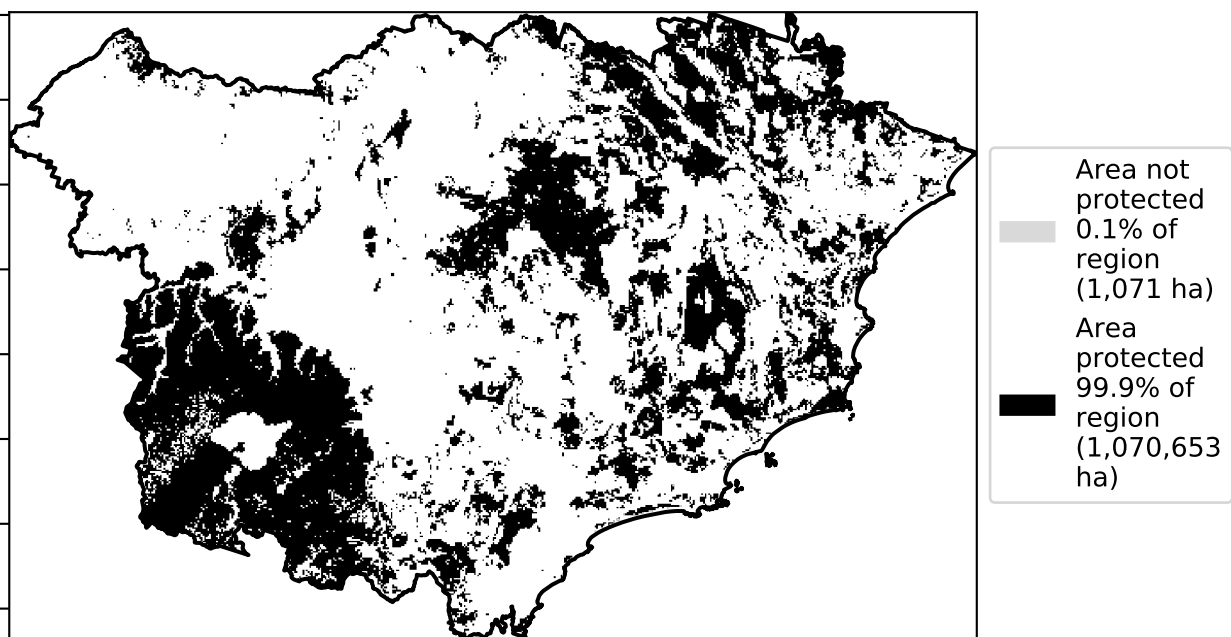 Area not
protected
0.1% of
region
(1,071 ha)
Area
protected
99.9% of
region
(1,070,653
ha)